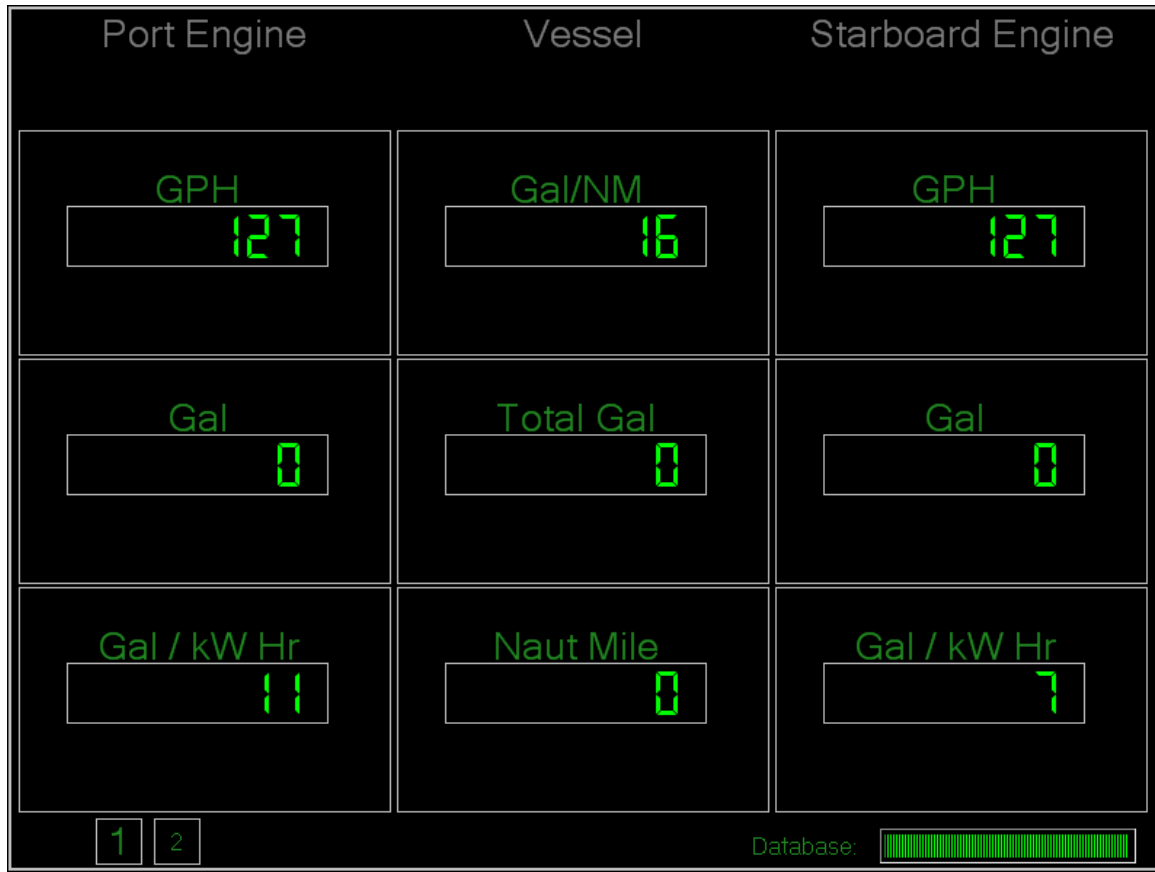 Port Engine Vessel Starboard Engine
GPH Gal/NM GPH
127 16 127
Gal Total Gal Gal
0 0 0
Gal / kW Hr Naut Mile Gal / kW Hr
11 0 7
1 2 Database: